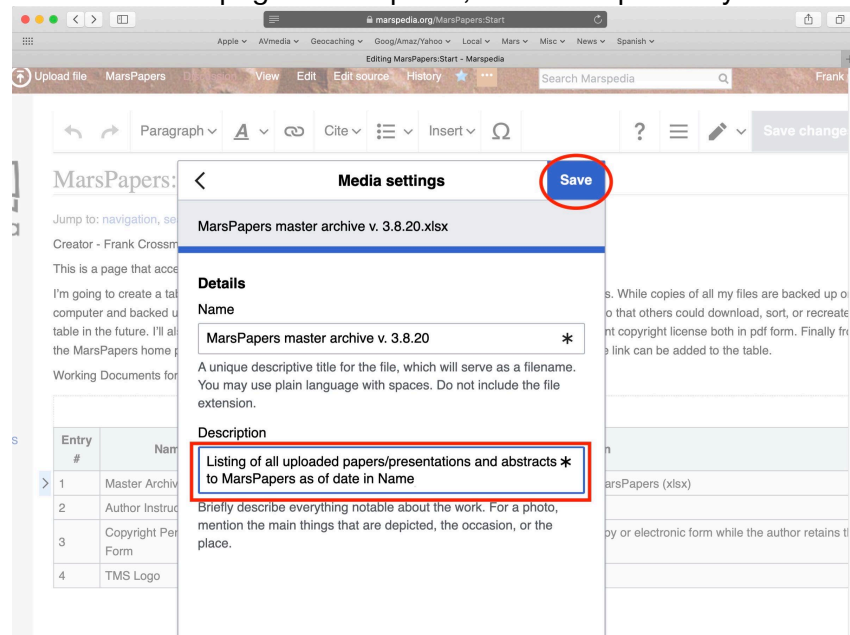 marspedia.org/MarsPapers:Start
Apple AVmedia Geocaching Goog/Amaz/Yahoo Local Mars Misc News Spanish
Editing MarsPapers:Start - Marspedia
Upload file MarsPapers View Edit Edit source History Search Marspedia Frank
Paragraph A Cite Insert Ω ? Save change
MarsPapers:
Media settings
Save
Jump to: navigation, se
MarsPapers master archive v. 3.8.20.xlsx
Creator - Frank Crossm
This is a page that acce
Details
I'm going to create a tab
s. While copies of all my files are backed up o
Name
computer and backed u
o that others could download, sort, or recreate
MarsPapers master archive v. 3.8.20 *
table in the future. I'll al
nt copyright license both in pdf form. Finally fro
the MarsPapers home p
e link can be added to the table.
A unique descriptive title for the file, which will serve as a filename.
You may use plain language with spaces. Do not include the file
extension.
Working Documents for
Description
Listing of all uploaded papers/presentations and abstracts *
to MarsPapers as of date in Name
Briefly describe everything notable about the work. For a photo,
mention the main things that are depicted, the occasion, or the
place.
Entry # Nam n
1 Master Archiv arsPapers (xlsx)
2 Author Instruc
3 Copyright Per Form py or electronic form while the author retains t
4 TMS Logo